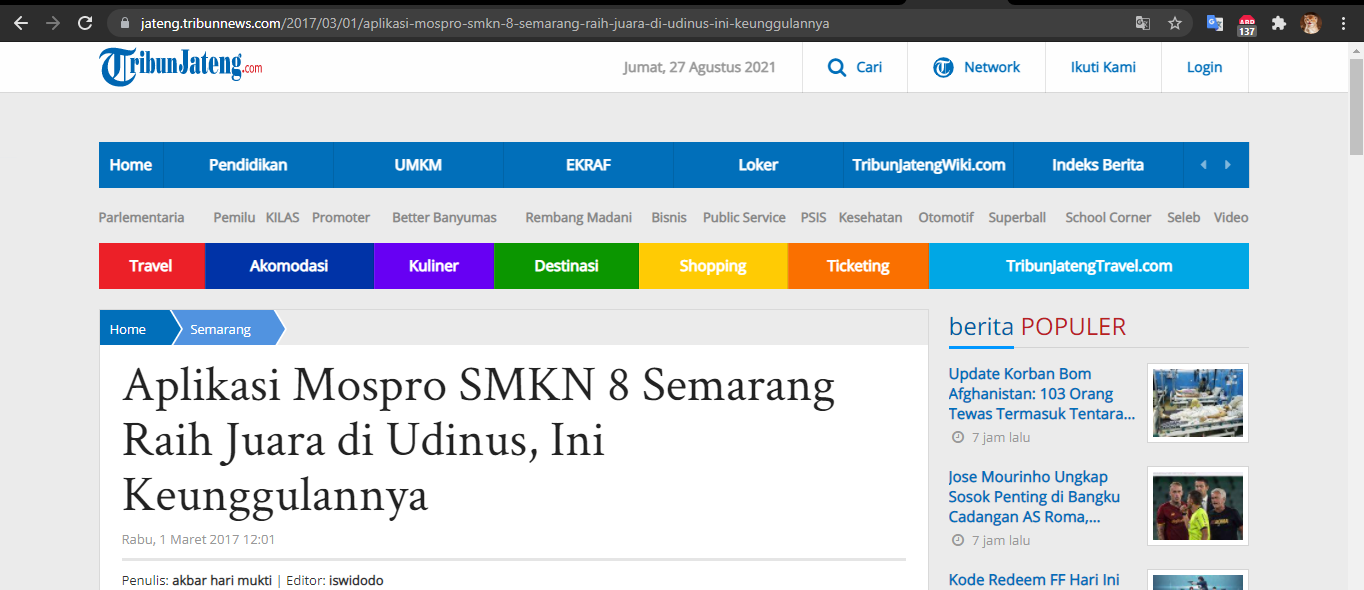 jateng.tribunnews.com/2017/03/01/aplikasi-mospro-smkn-8-semarang-raih-juara-di-udinus-ini-keunggulannya
ABP
137
TribunJateng.com
Jumat, 27 Agustus 2021
Cari
Network
Ikuti Kami
Login
Home
Pendidikan
UMKM
EKRAF
Loker
TribunJatengWiki.com
Indeks Berita
Parlementaria
Pemilu
KILAS
Promoter
Better Banyumas
Rembang Madani
Bisnis
Public Service
PSIS
Kesehatan
Otomotif
Superball
School Corner
Seleb
Video
Travel
Akomodasi
Kuliner
Destinasi
Shopping
Ticketing
TribunJatengTravel.com
Home
Semarang
Aplikasi Mospro SMKN 8 Semarang
Raih Juara di Udinus, Ini
Keunggulannya
Rabu, 1 Maret 2017 12:01
Penulis: akbar hari mukti | Editor: iswidodo
berita POPULER
Update Korban Bom
Afghanistan: 103 Orang
Tewas Termasuk Tentara...
7 jam lalu
Jose Mourinho Ungkap
Sosok Penting di Bangku
Cadangan AS Roma,...
7 jam lalu
Kode Redeem FF Hari Ini